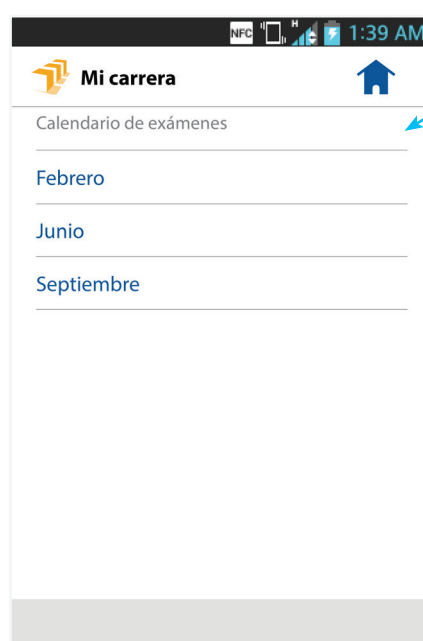 NFC H 1:39 AM
Mi carrera
Calendario de exámenes
Febrero
Junio
Septiembre